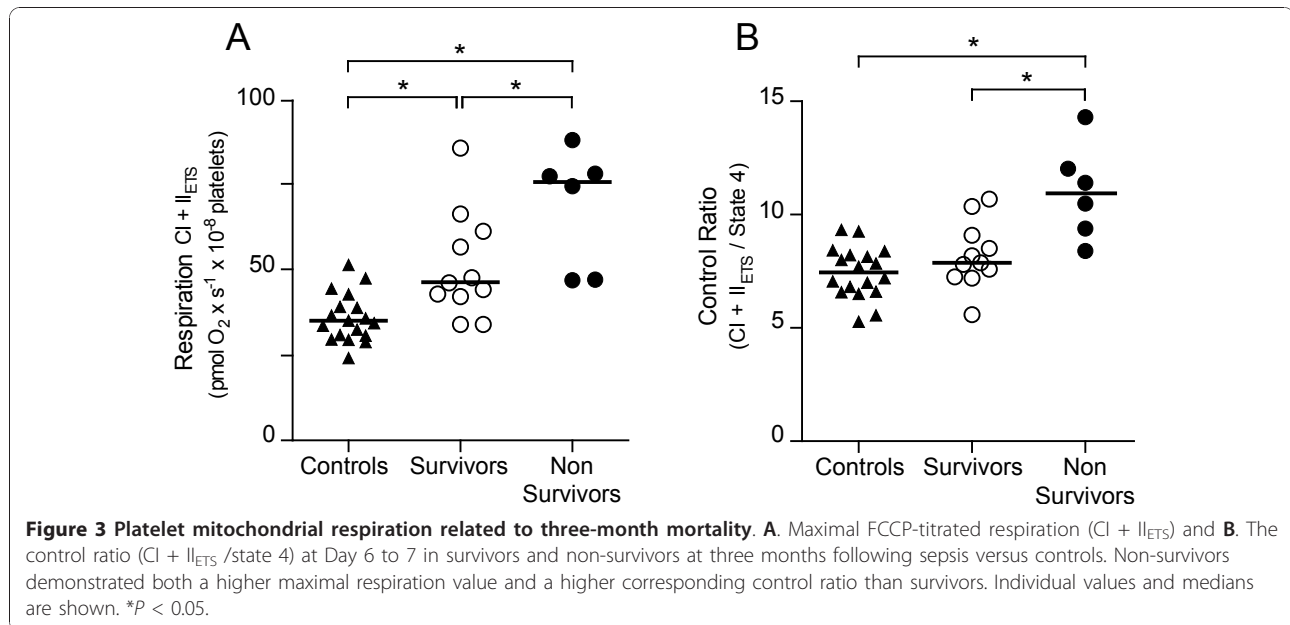 A
B
*
*
*
*
*
100
50
0
Respiration CI + II_ETS
(pmol O₂ x s⁻¹ x 10⁻⁸ platelets)
Controls
Survivors
Non
Survivors
15
10
5
0
Control Ratio
(CI + II_ETS / State 4)
Controls
Survivors
Non
Survivors
Figure 3 Platelet mitochondrial respiration related to three-month mortality. A. Maximal FCCP-titrated respiration (CI + II_ETS) and B. The
control ratio (CI + II_ETS /state 4) at Day 6 to 7 in survivors and non-survivors at three months following sepsis versus controls. Non-survivors
demonstrated both a higher maximal respiration value and a higher corresponding control ratio than survivors. Individual values and medians
are shown. *P < 0.05.